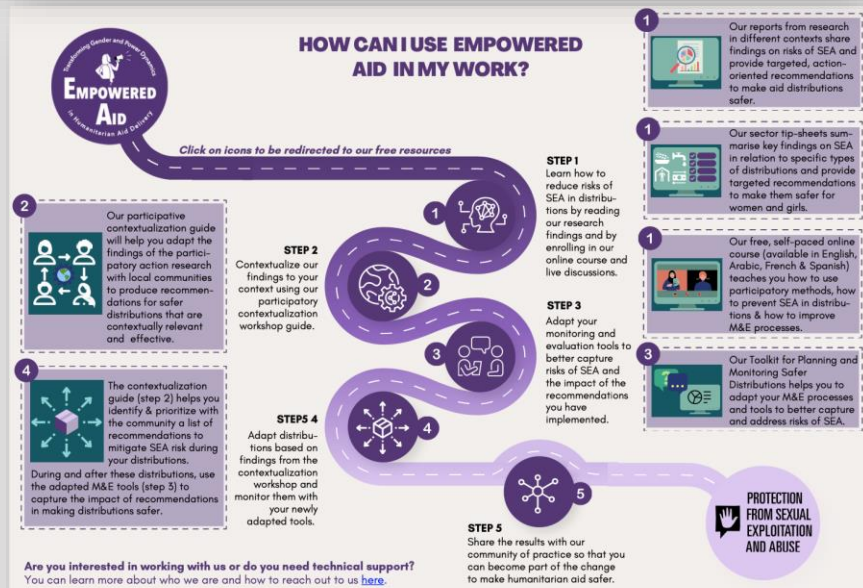 Transforming Gender and Power Dynamics
EMPOWERED
AID
in Humanitarian Aid Delivery
HOW CAN I USE EMPOWERED
AID IN MY WORK?
Click on icons to be redirected to our free resources
1
STEP 1
Learn how to
reduce risks of
SEA in distribu-
tions by reading
our research
findings and by
enrolling in our
online course and
live discussions.
STEP 2
Contextualize our
findings to your
context using our
participatory
contextualization
workshop guide.
2
3
STEP 3
Adapt your
monitoring and
evaluation tools to
better capture
risks of SEA and
the impact of the
recommendations
you have
implemented.
STEP5 4
Adapt distribu-
tions based on
findings from the
contextualization
workshop and
monitor them with
your newly
adapted tools.
4
5
STEP 5
Share the results with our
community of practice so that you
can become part of the change
to make humanitarian aid safer.
PROTECTION
FROM SEXUAL
EXPLOITATION
AND ABUSE
2
Our participative
contextualization guide
will help you adapt the
findings of the partici-
patory action research
with local communities
to produce recommen-
dations for safer
distributions that are
contextually relevant
and effective.
4
The contextualization
guide (step 2) helps you
identify & prioritize with
the community a list of
recommendations to
mitigate SEA risk during
your distributions.
During and after these distributions, use
the adapted M&E tools (step 3) to
capture the impact of recommendations
in making distributions safer.
1
Our reports from research
in different contexts share
findings on risks of SEA and
provide targeted, action-
oriented recommendations
to make aid distributions
safer.
1
Our sector tip-sheets sum-
marise key findings on SEA
in relation to specific types
of distributions and provide
targeted recommendations
to make them safer for
women and girls.
1
Our free, self-paced online
course (available in English,
Arabic, French & Spanish)
teaches you how to use
participatory methods, how
to prevent SEA in distribu-
tions & how to improve
M&E processes.
3
Our Toolkit for Planning and
Monitoring Safer
Distributions helps you to
adapt your M&E processes
and tools to better capture
and address risks of SEA.
Are you interested in working with us or do you need technical support?
You can learn more about who we are and how to reach out to us here.